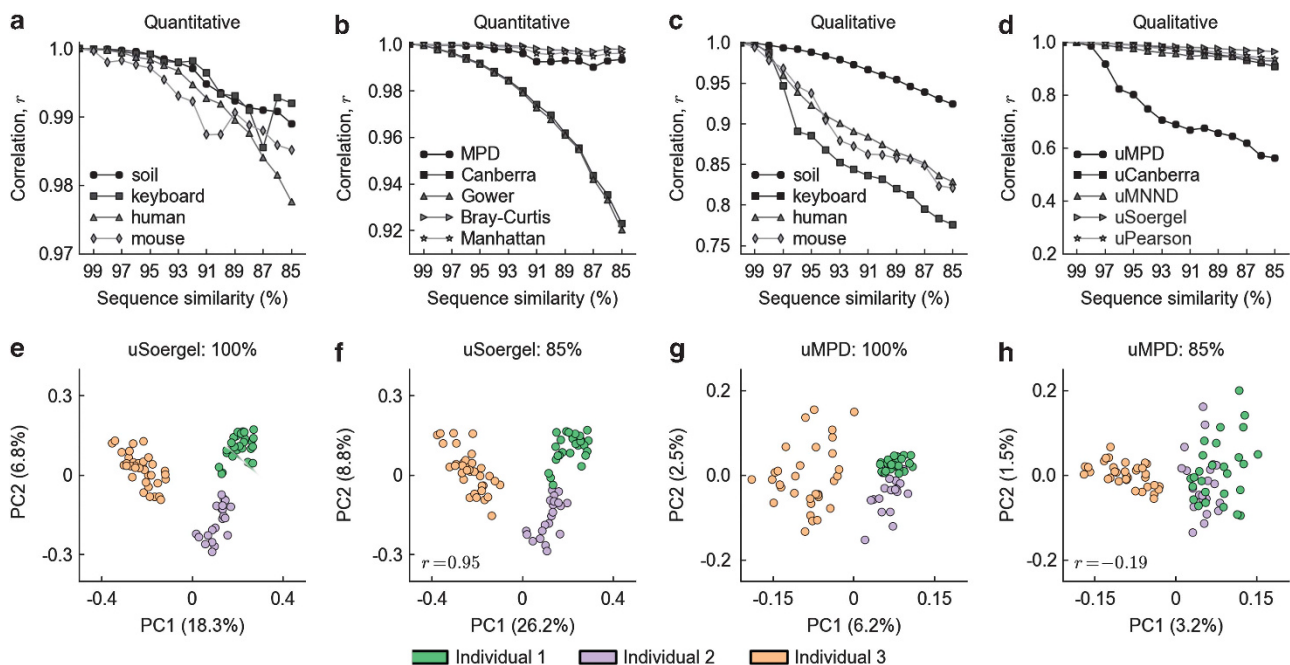 a
Quantitative
Correlation, r
1.0
0.99
0.98
0.97
soil
keyboard
human
mouse
99 97 95 93 91 89 87 85
Sequence similarity (%)
b
Quantitative
Correlation, r
1.0
0.98
0.96
0.94
0.92
MPD
Canberra
Gower
Bray-Curtis
Manhattan
99 97 95 93 91 89 87 85
Sequence similarity (%)
c
Qualitative
Correlation, r
1.0
0.95
0.9
0.85
0.8
0.75
soil
keyboard
human
mouse
99 97 95 93 91 89 87 85
Sequence similarity (%)
d
Qualitative
Correlation, r
1.0
0.8
0.6
0.4
0.2
uMPD
uCanberra
uMNND
uSoergel
uPearson
99 97 95 93 91 89 87 85
Sequence similarity (%)
e
uSoergel: 100%
PC2 (6.8%)
0.3
0
-0.3
-0.4 0 0.4
PC1 (18.3%)
f
uSoergel: 85%
PC2 (8.8%)
0.3
0
-0.3
r=0.95
-0.4 0 0.4
PC1 (26.2%)
g
uMPD: 100%
PC2 (2.5%)
0.2
0.0
-0.2
-0.15 0 0.15
PC1 (6.2%)
h
uMPD: 85%
PC2 (1.5%)
0.2
0.0
-0.2
r=−0.19
-0.15 0 0.15
PC1 (3.2%)
Individual 1 Individual 2 Individual 3